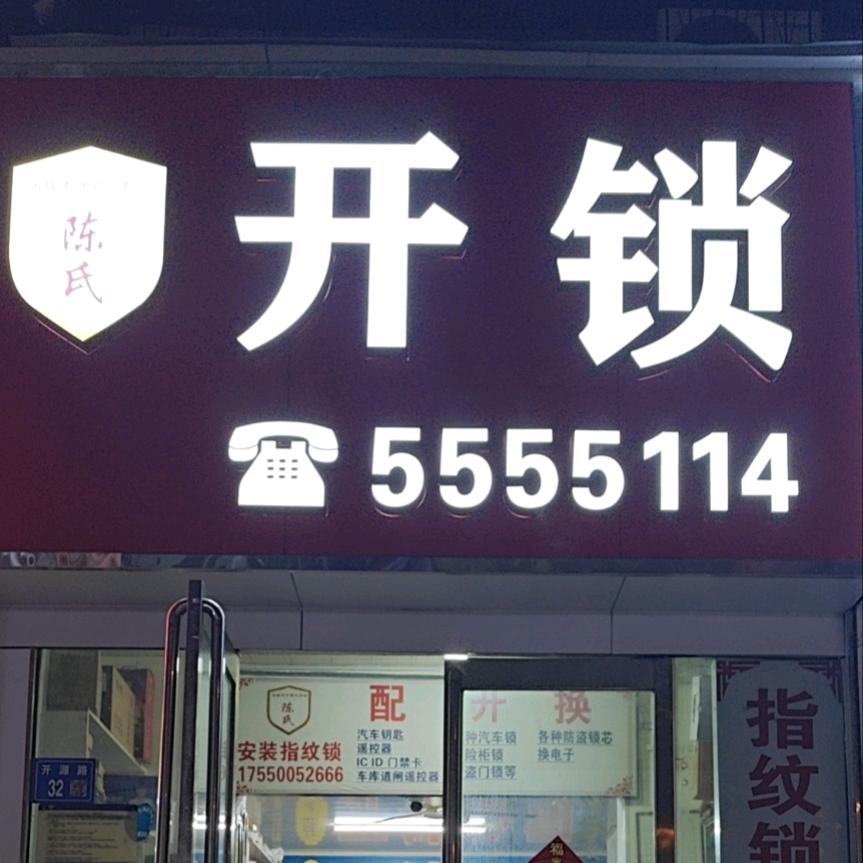 陈氏
开锁
5555114
陈氏
安装指纹锁
17550052666
配
汽车钥匙
遥控器
IC ID 门禁卡
车库道闸遥控器
开
种汽车锁
险柜锁
盗门锁等
换
各种防盗锁芯
换电子
开源路
32
福
指纹锁